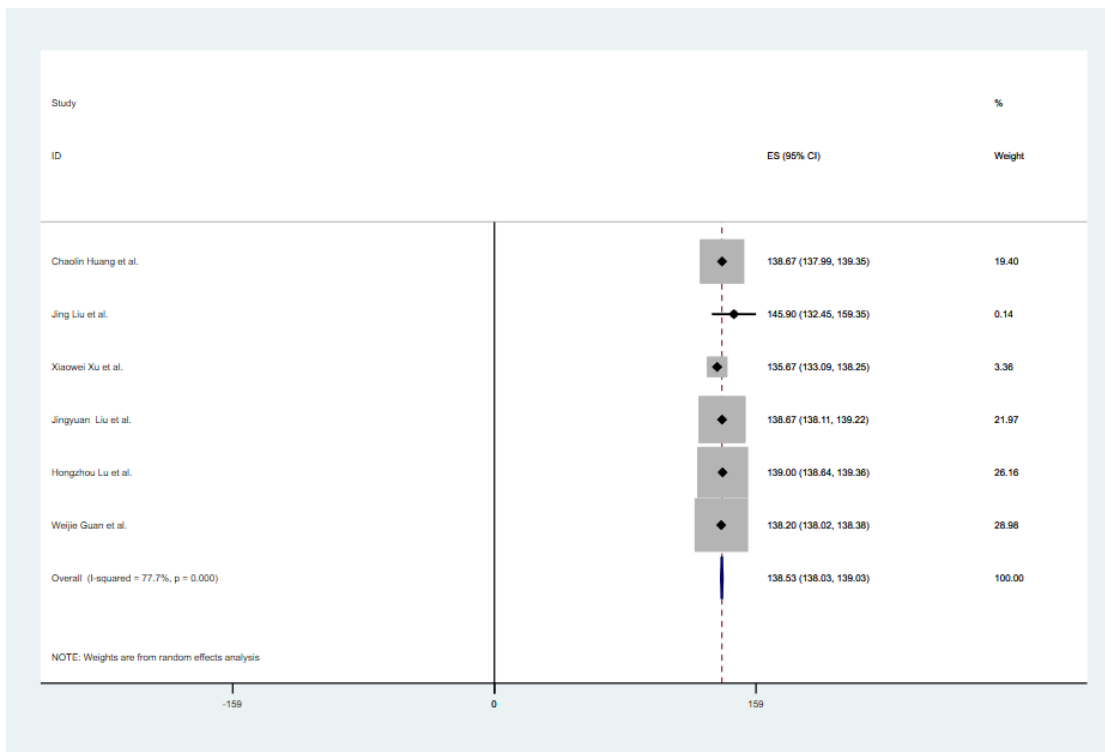 Study %
ID ES (95% CI) Weight
Chaolin Huang et al. 138.67 (137.99, 139.35) 19.40
Jing Liu et al. 145.90 (132.45, 159.35) 0.14
Xiaowei Xu et al. 135.67 (133.09, 138.25) 3.36
Jingyuan Liu et al. 138.67 (138.11, 139.22) 21.97
Hongzhou Lu et al. 139.00 (138.64, 139.36) 26.16
Weijie Guan et al. 138.20 (138.02, 138.38) 28.98
Overall (I-squared = 77.7%, p = 0.000) 138.53 (138.03, 139.03) 100.00
NOTE: Weights are from random effects analysis
-159 0 159